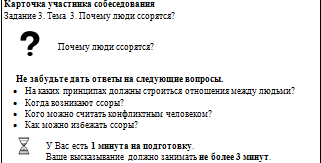 Карточка участника собеседования
Задание 3. Тема 3. Почему люди ссорятся?
Почему люди ссорятся?
Не забудьте дать ответы на следующие вопросы.
• На каких принципах должны строиться отношения между людьми?
• Когда возникают ссоры?
• Кого можно считать конфликтным человеком?
• Как можно избежать ссоры?
У Вас есть 1 минута на подготовку.
Ваше высказывание должно занимать не более 3 минут.